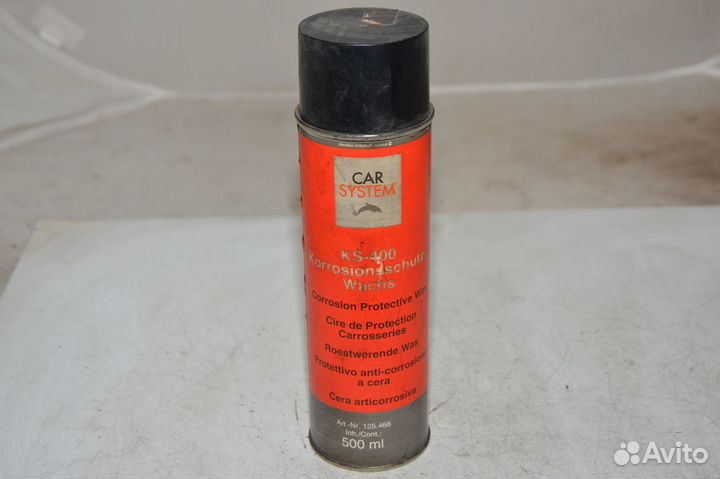 CAR
SYSTEM®
KS-400
Korrosionsschutz
Wachs
Corrosion Protective Wax
Cire de Protection
Carrosseries
Roestwerende Was
Protettivo anti-corrosione
a cera
Cera articorrosiva
Art.-Nr. 125.468
Inh./Cont.:
500 ml
Avito